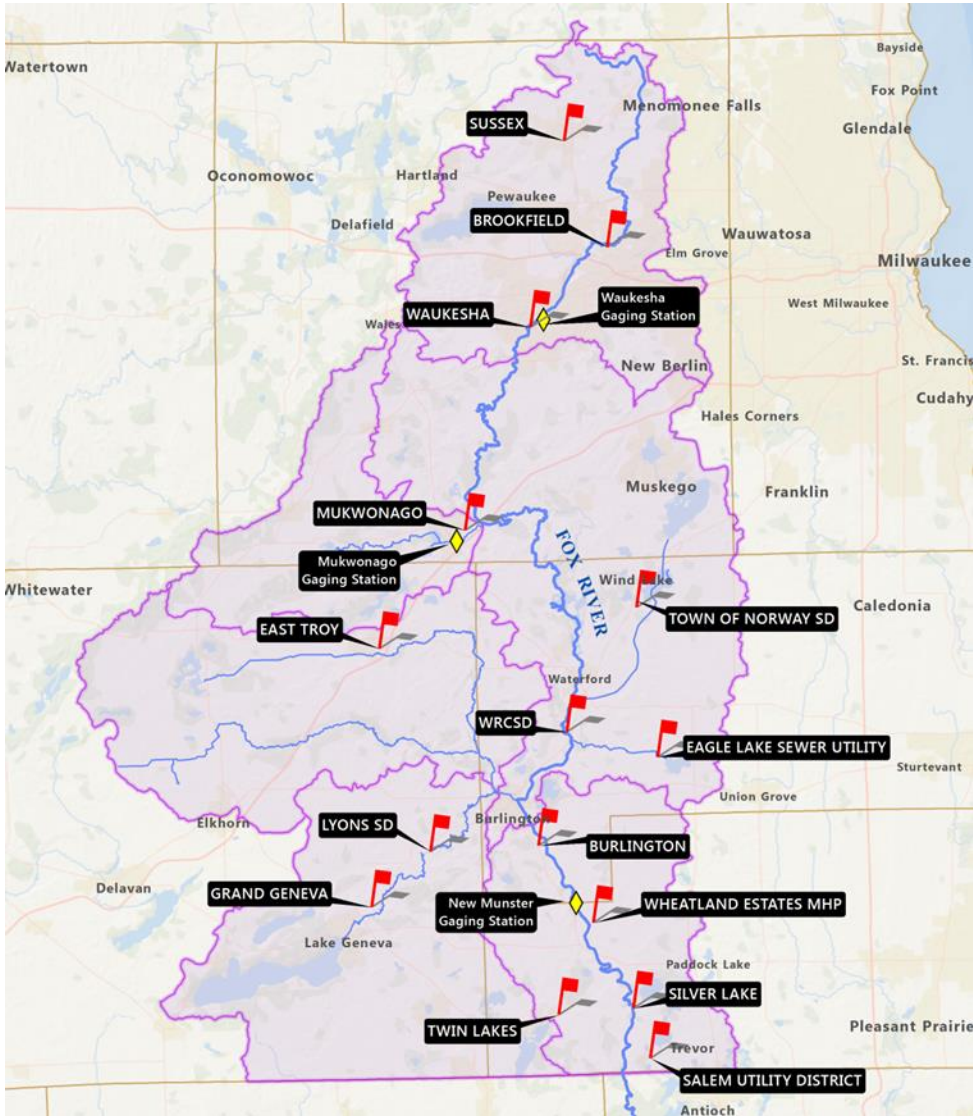 Bayside
Watertown
Fox Point
Menomonee Falls
SUSSEX
Glendale
Hartland
Oconomowoc
Pewaukee
BROOKFIELD
Delafield
Wauwatosa
Elm Grove
Milwaukee
Waukesha
Gaging Station
West Milwaukee
WAUKESHA
Wales
St. Francis
New Berlin
Cudahy
Hales Corners
Muskego
Franklin
MUKWONAGO
FOX RIVER
Mukwonago
Gaging Station
Wind Lake
Whitewater
Caledonia
TOWN OF NORWAY SD
EAST TROY
Waterford
WRCSD
EAGLE LAKE SEWER UTILITY
Sturtevant
Union Grove
Elkhorn
Burlington
LYONS SD
BURLINGTON
Delavan
GRAND GENEVA
New Munster
Gaging Station
WHEATLAND ESTATES MHP
Lake Geneva
Paddock Lake
SILVER LAKE
TWIN LAKES
Pleasant Prairie
Trevor
SALEM UTILITY DISTRICT
Antioch